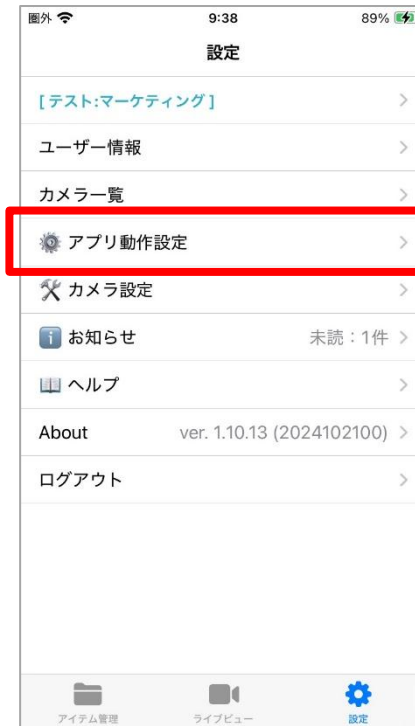 圏外 9:38 89%
設定
[ テスト:マーケティング ]
ユーザー情報
カメラ一覧
アプリ動作設定
カメラ設定
お知らせ 未読：1件
ヘルプ
About ver. 1.10.13 (2024102100)
ログアウト
アイテム管理 ライブビュー 設定